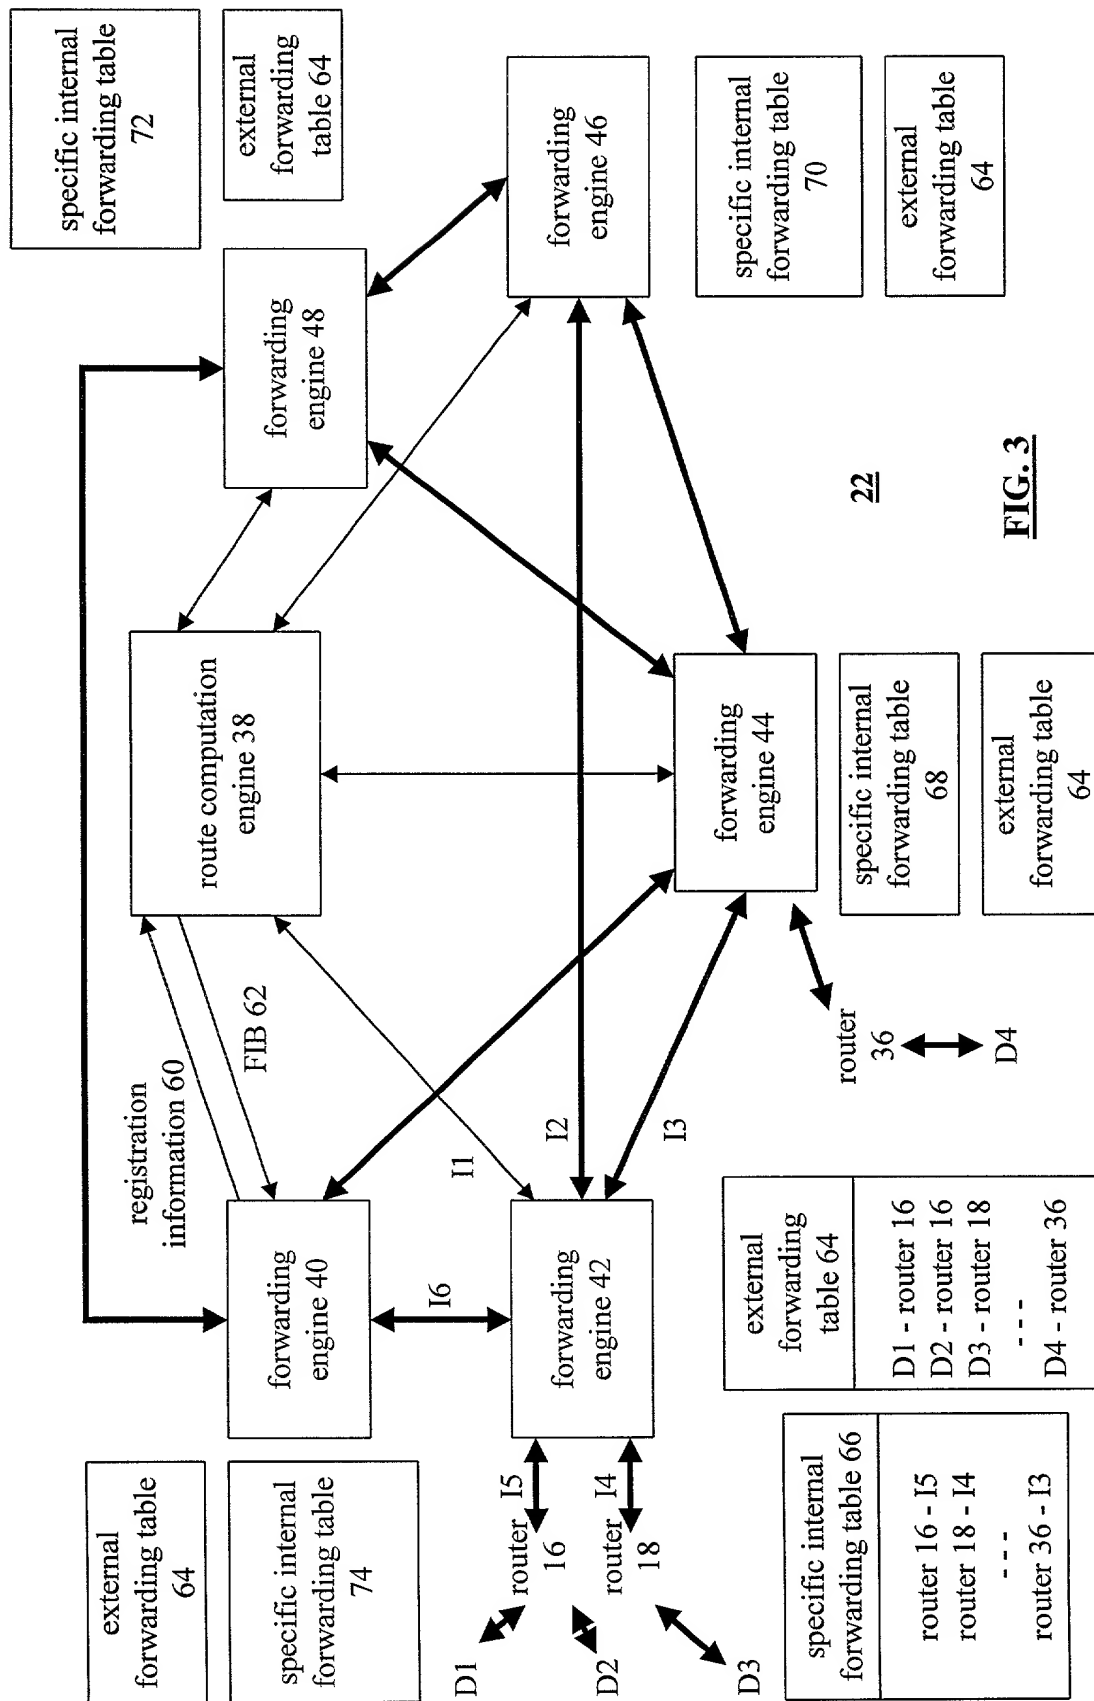 external
forwarding table
64
specific internal
forwarding table
74
registration
information 60
FIB 62
forwarding
engine 40
route computation
engine 38
forwarding
engine 48
specific internal
forwarding table
72
external
forwarding
table 64
I6
I1
D1
D2
D3
router
16
I5
router
18
I4
forwarding
engine 42
I2
I3
forwarding
engine 46
forwarding
engine 44
specific internal
forwarding table
70
external
forwarding table
64
specific internal
forwarding table 66
router 16 - I5
router 18 - I4
- - -
router 36 - I3
external
forwarding
table 64
D1 - router 16
D2 - router 16
D3 - router 18
- - -
D4 - router 36
router
36
D4
specific internal
forwarding table
68
external
forwarding table
64
22
FIG. 3